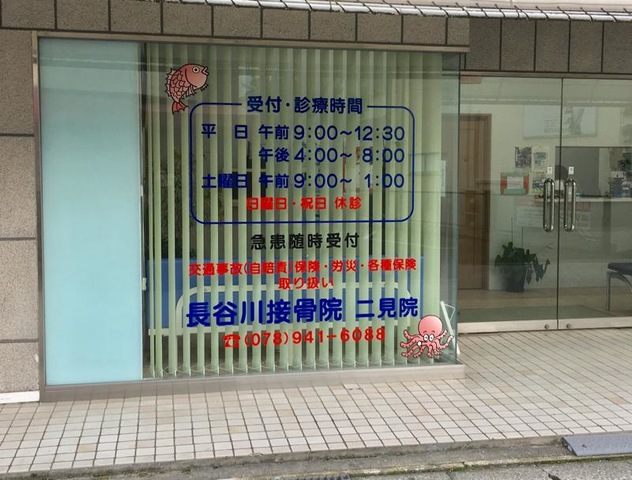 受付・診療時間
平 日 午前 9:00～12:30
午後 4:00～ 8:00
土曜日 午前 9:00～ 1:00
日曜日・祝日 休診
急患随時受付
交通事故(自賠責)保険・労災・各種保険
取り扱い
長谷川接骨院 二見院
☎(078)941-6088